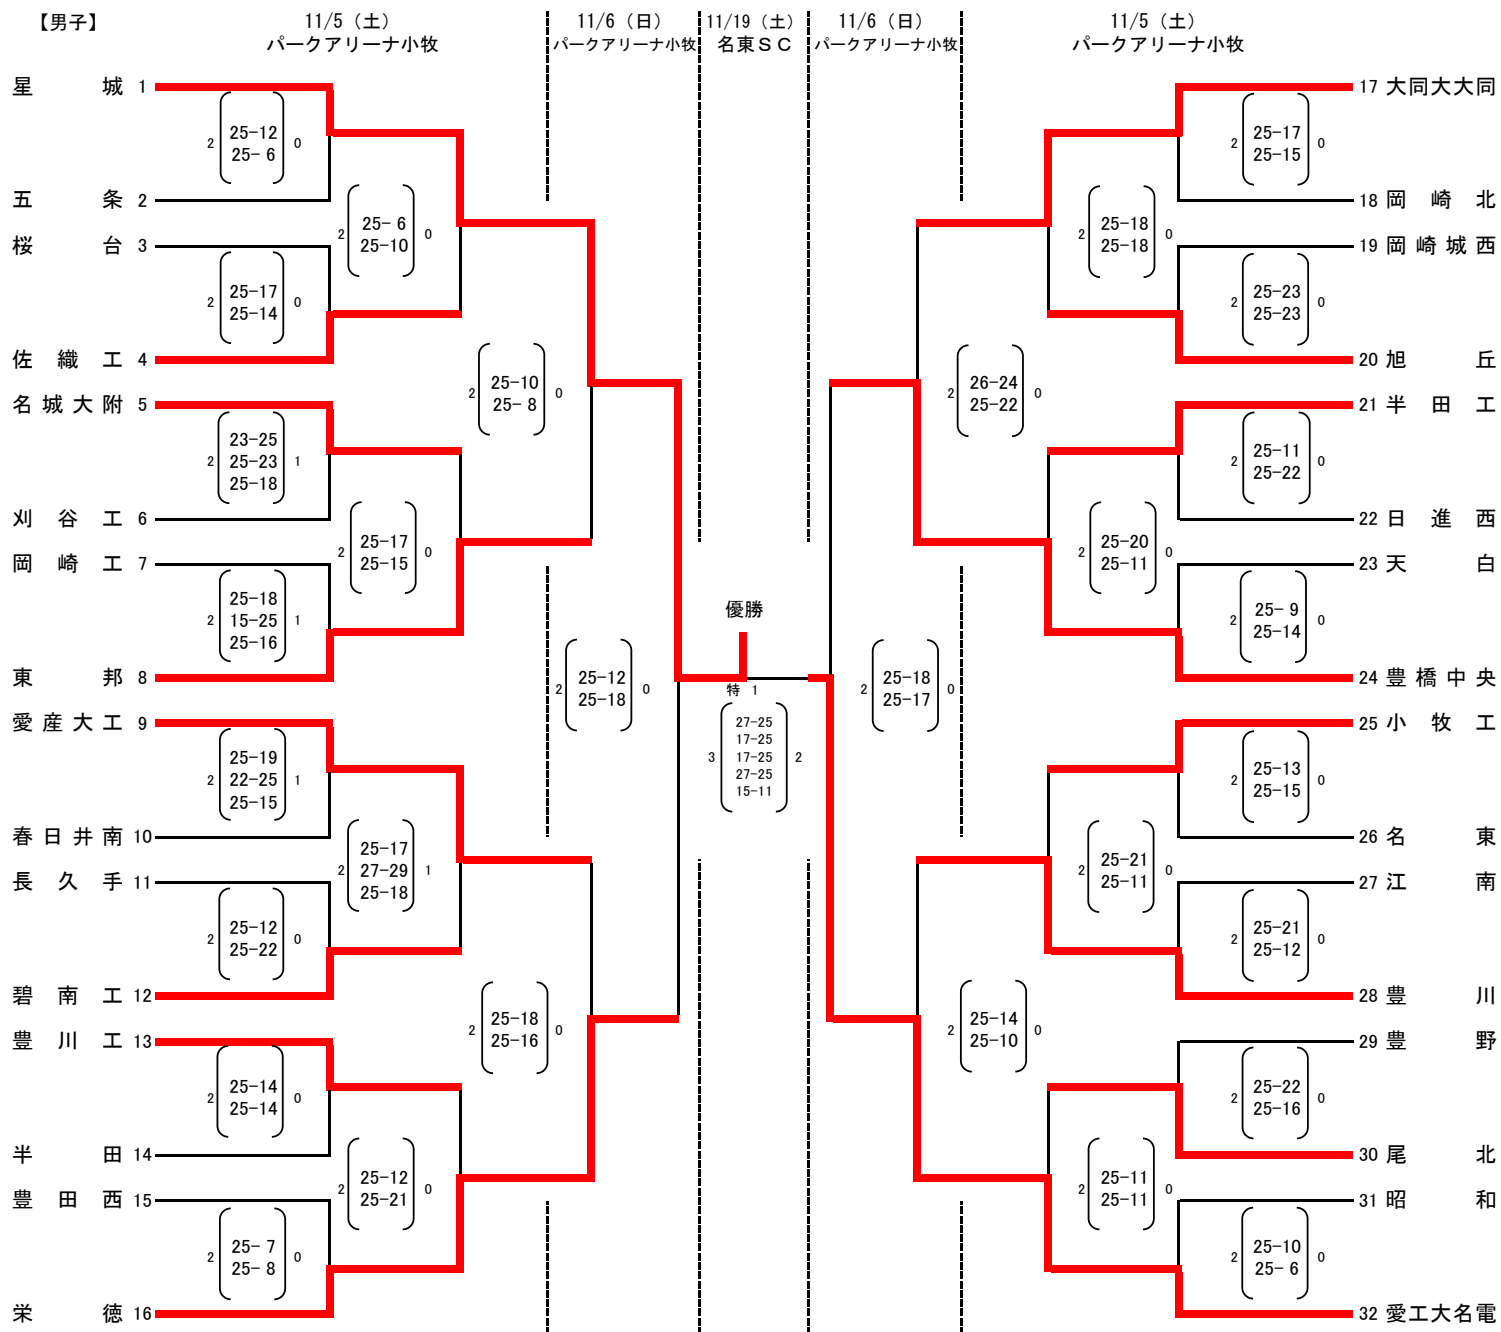 【男子】
11/5（土）
パークアリーナ小牧
11/6（日）
パークアリーナ小牧
11/19（土）
名東ＳＣ
11/6（日）
パークアリーナ小牧
11/5（土）
パークアリーナ小牧
星城 1
2 25-12 0
25- 6
五条 2
2 25- 6 0
25-10
桜台 3
2 25-17 0
25-14
佐織工 4
2 25-10 0
25- 8
名城大附 5
23-25
2 25-23 1
25-18
刈谷工 6
2 25-17 0
25-15
岡崎工 7
25-18
2 15-25 1
25-16
東邦 8
2 25-12 0
25-18
愛産大工 9
25-19
2 22-25 1
25-15
春日井南 10
25-17
2 27-29 1
25-18
長久手 11
2 25-12 0
25-22
碧南工 12
2 25-18 0
25-16
豊川工 13
2 25-14 0
25-14
半田 14
2 25-12 0
25-21
豊田西 15
2 25- 7 0
25- 8
栄徳 16
優勝
特 1
27-25
17-25
3 17-25 2
27-25
15-11
17 大同大大同
2 25-17 0
25-15
18 岡崎北
2 25-18 0
25-18
19 岡崎城西
2 25-23 0
25-23
20 旭丘
2 26-24 0
25-22
21 半田工
2 25-11 0
25-22
22 日進西
2 25-20 0
25-11
23 天白
2 25- 9 0
25-14
24 豊橋中央
2 25-18 0
25-17
25 小牧工
2 25-13 0
25-15
26 名東
2 25-21 0
25-11
27 江南
2 25-21 0
25-12
28 豊川
2 25-14 0
25-10
29 豊野
2 25-22 0
25-16
30 尾北
2 25-11 0
25-11
31 昭和
2 25-10 0
25- 6
32 愛工大名電